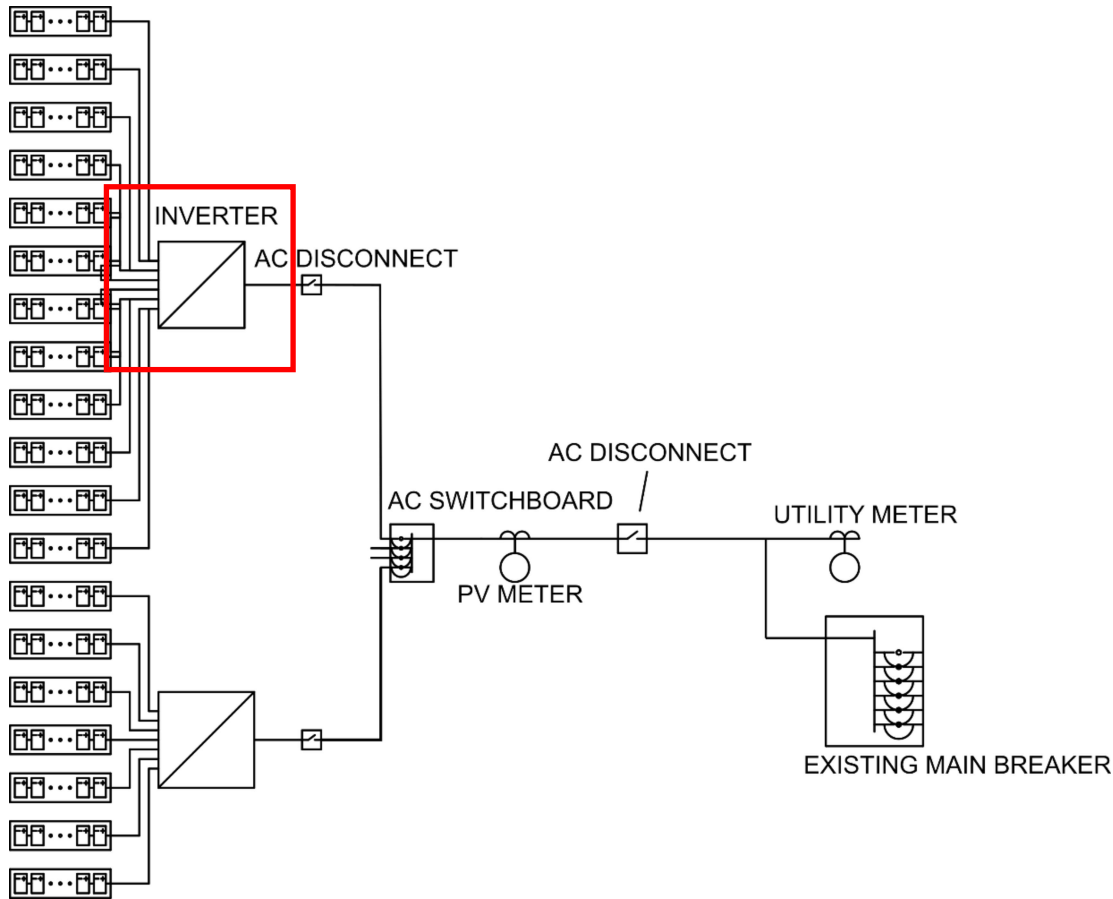 INVERTER
AC DISCONNECT
AC DISCONNECT
AC SWITCHBOARD
UTILITY METER
PV METER
EXISTING MAIN BREAKER